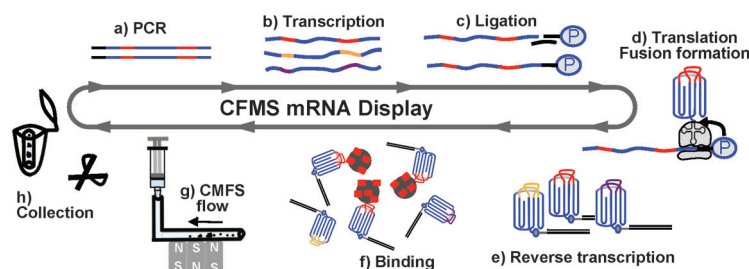 a) PCR
b) Transcription
c) Ligation
P
P
d) Translation
Fusion formation
P
CFMS mRNA Display
h)
Collection
g) CMFS
flow
N S N
S N S
f) Binding
e) Reverse transcription